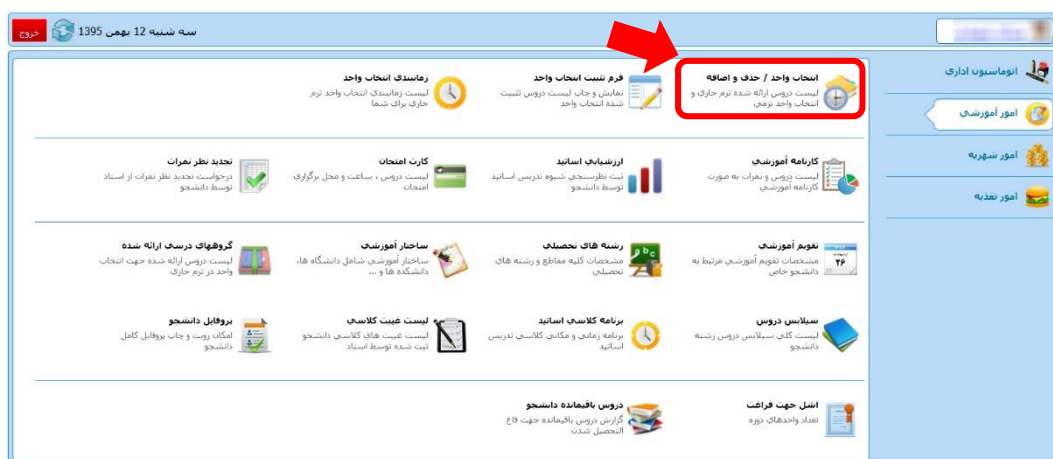 خروج
سه شنبه 12 بهمن 1395
اتوماسیون اداری
امور آموزشی
امور شهریه
امور تغذیه
انتخاب واحد / حذف و اضافه
لیست دروس ارائه شده ترم جاری و
انتخاب واحد ترمی
فرم تثبیت انتخاب واحد
نمایش و چاپ لیست دروس تثبیت
شده انتخاب واحد
زمانبندی انتخاب واحد
لیست زمانبندی انتخاب واحد ترم
جاری برای شما
کارنامه آموزشی
لیست دروس و نمرات به صورت
کارنامه آموزشی
ارزشیابی اساتید
ثبت نظرسنجی شیوه تدریس اساتید
توسط دانشجو
کارت امتحان
لیست دروس ، ساعت و محل برگزاری
امتحان
تجدید نظر نمرات
درخواست تجدید نظر نمرات از استاد
توسط دانشجو
تقویم آموزشی
مشخصات تقویم آموزشی مرتبط به
دانشجو خاص
۲۶
رشته های تحصیلی
مشخصات کلیه مقاطع و رشته های
تحصیلی
ساختار آموزشی
ساختار آموزشی شامل دانشگاه ها،
دانشکده ها و ...
گروههای درسی ارائه شده
لیست دروس ارائه شده جهت انتخاب
واحد در ترم جاری
سیلابس دروس
لیست کلی سیلابس دروس رشته
دانشجو
برنامه کلاسی اساتید
برنامه زمانی و مکانی کلاسی تدریس
اساتید
لیست غیبت کلاسی
لیست غیبت های کلاسی دانشجو
ثبت شده توسط استاد
پروفایل دانشجو
امکان رویت و چاپ پروفایل کامل
دانشجو
اشل جهت فراغت
تعداد واحدهای دوره
دروس باقیمانده دانشجو
گزارش دروس باقیمانده جهت فاغ
التحصیل شدن